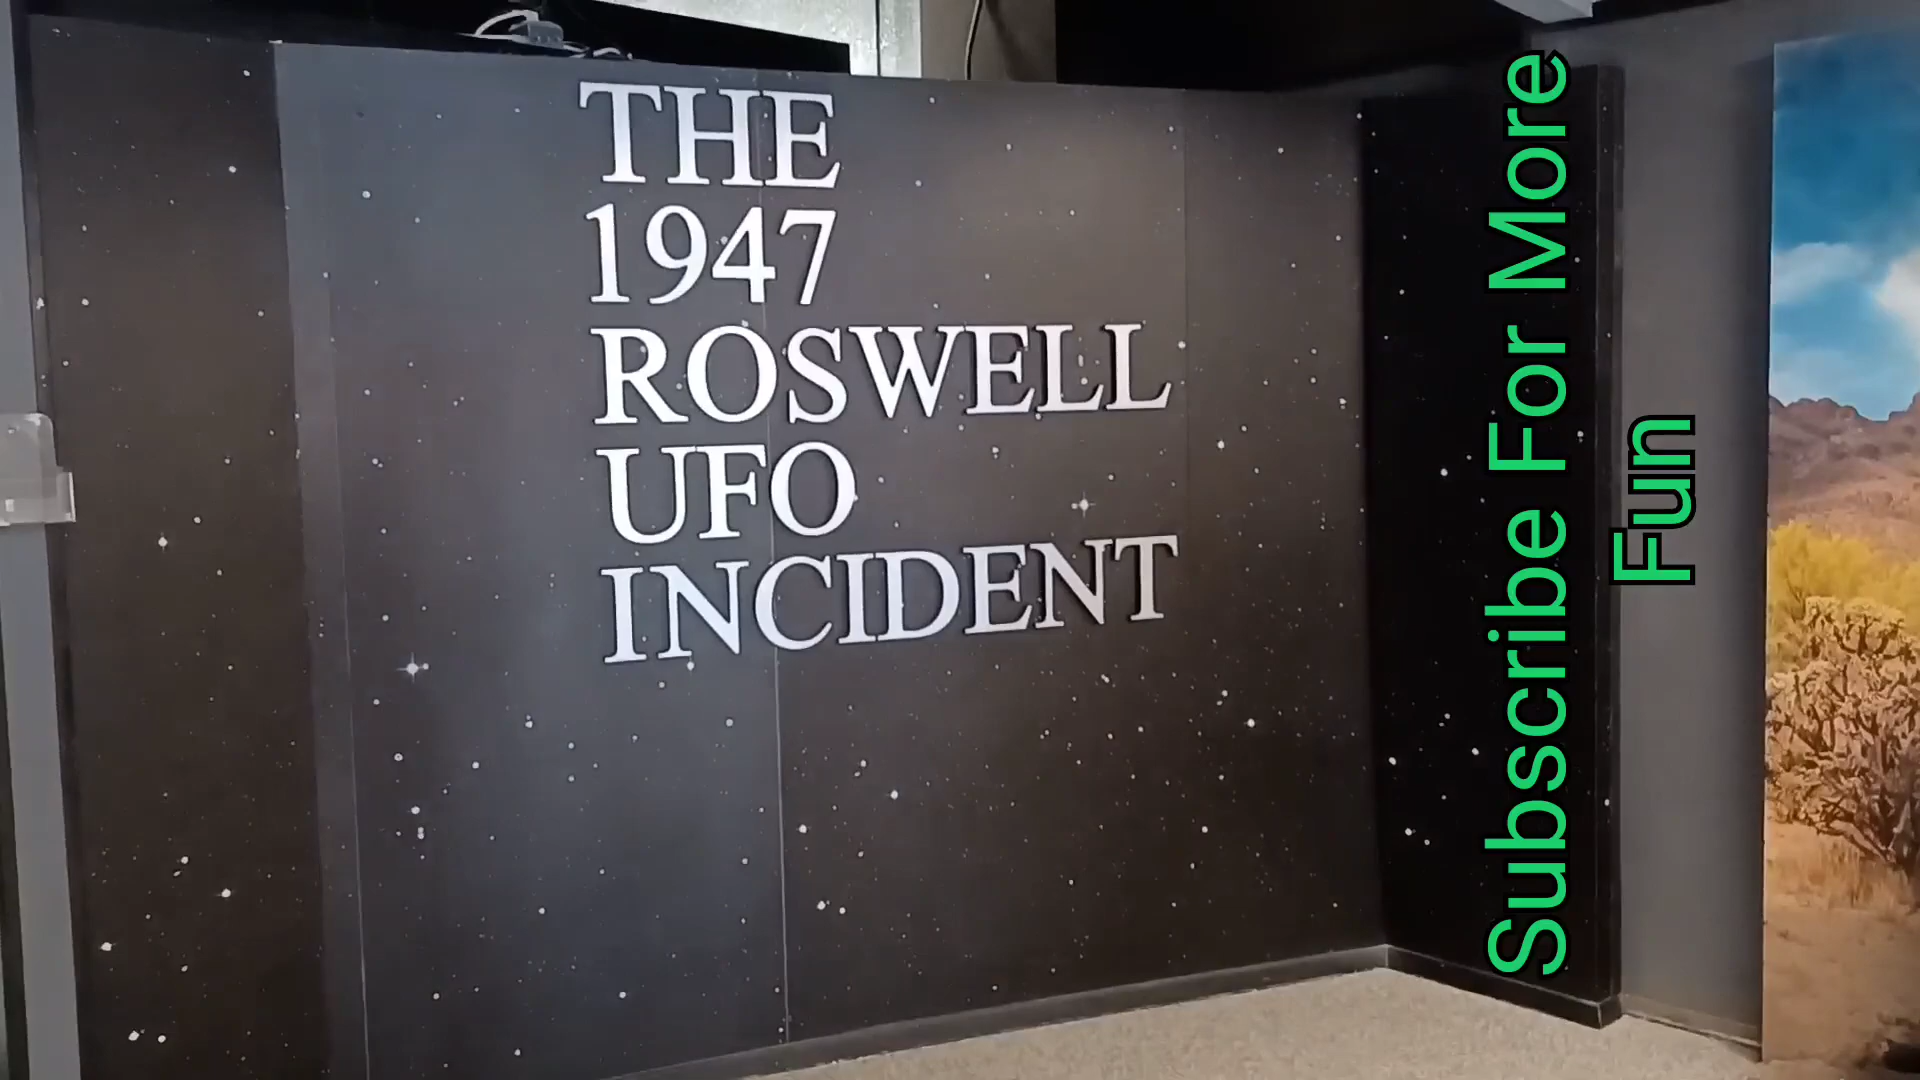 THE
1947
ROSWELL
UFO
INCIDENT
Subscribe For More
Fun